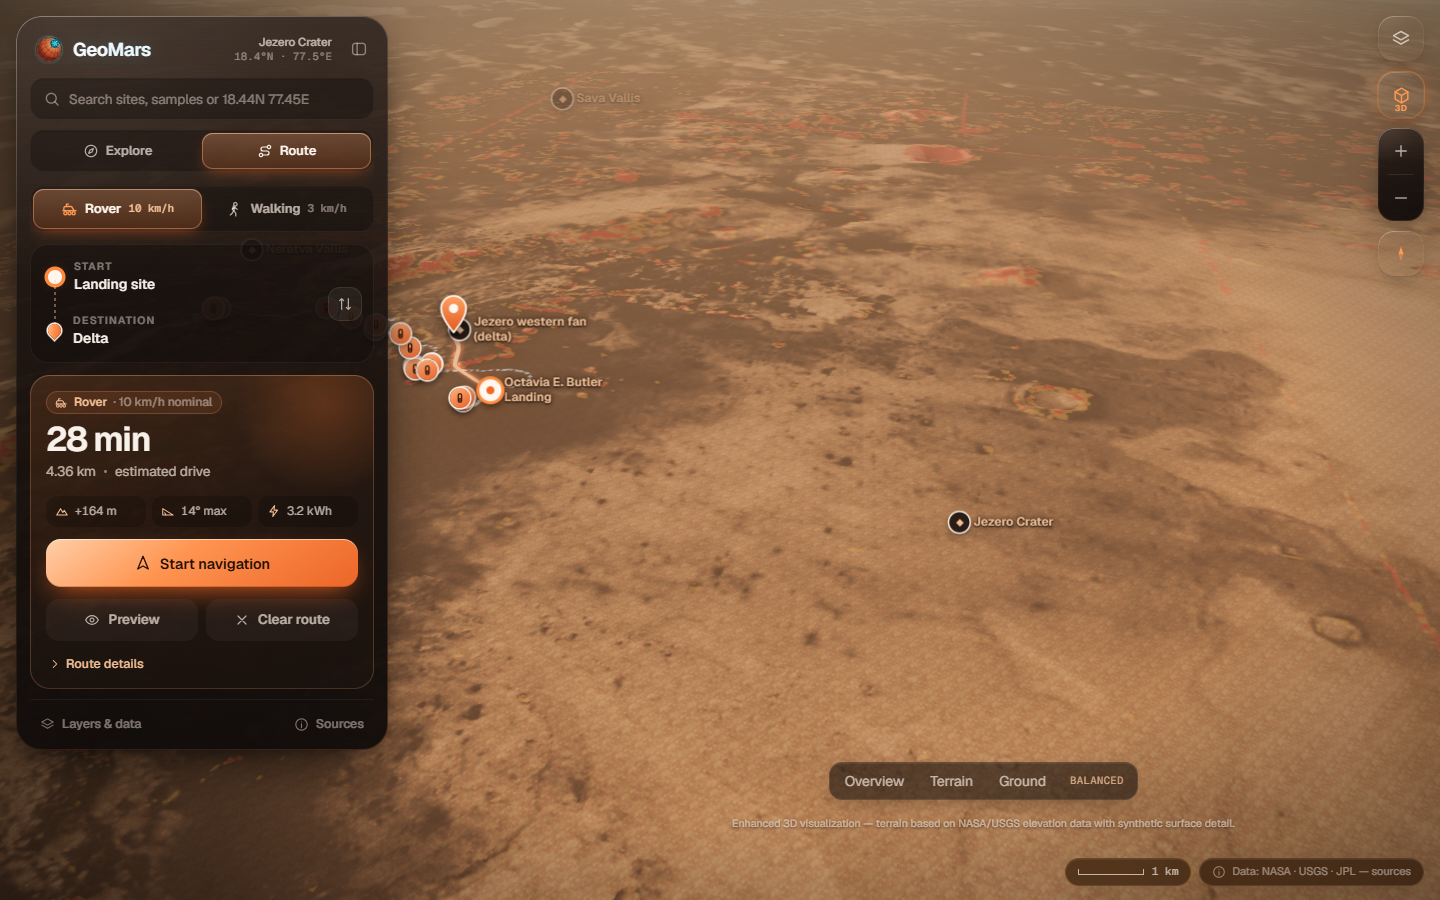 GeoMars
Jezero Crater
18.4°N · 77.5°E
Search sites, samples or 18.44N 77.45E
Explore
Route
Rover 10 km/h
Walking 3 km/h
START
Landing site
DESTINATION
Delta
Rover · 10 km/h nominal
28 min
4.36 km · estimated drive
+164 m
14° max
3.2 kWh
Start navigation
Preview
Clear route
Route details
Layers & data
Sources
Sava Vallis
Neretva Vallis
Jezero western fan
(delta)
Octavia E. Butler
Landing
Jezero Crater
3D
Overview
Terrain
Ground
BALANCED
Enhanced 3D visualization — terrain based on NASA/USGS elevation data with synthetic surface detail.
1 km
Data: NASA · USGS · JPL — sources